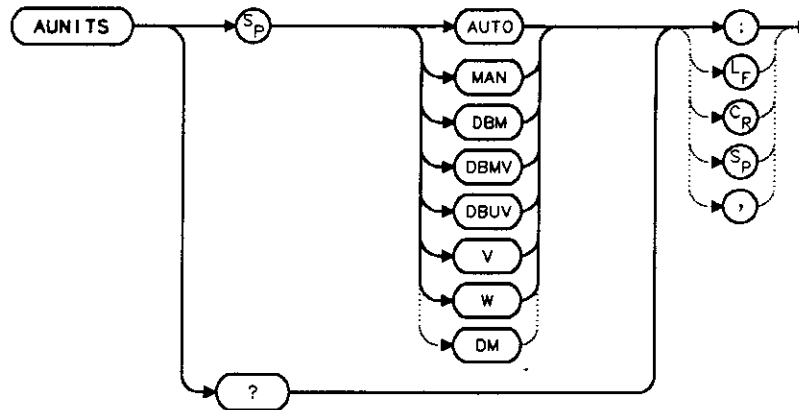 AUNITS
SP
AUTO
MAN
DBM
DBMV
DBUV
V
W
DM
?
;
LF
CR
SP
,